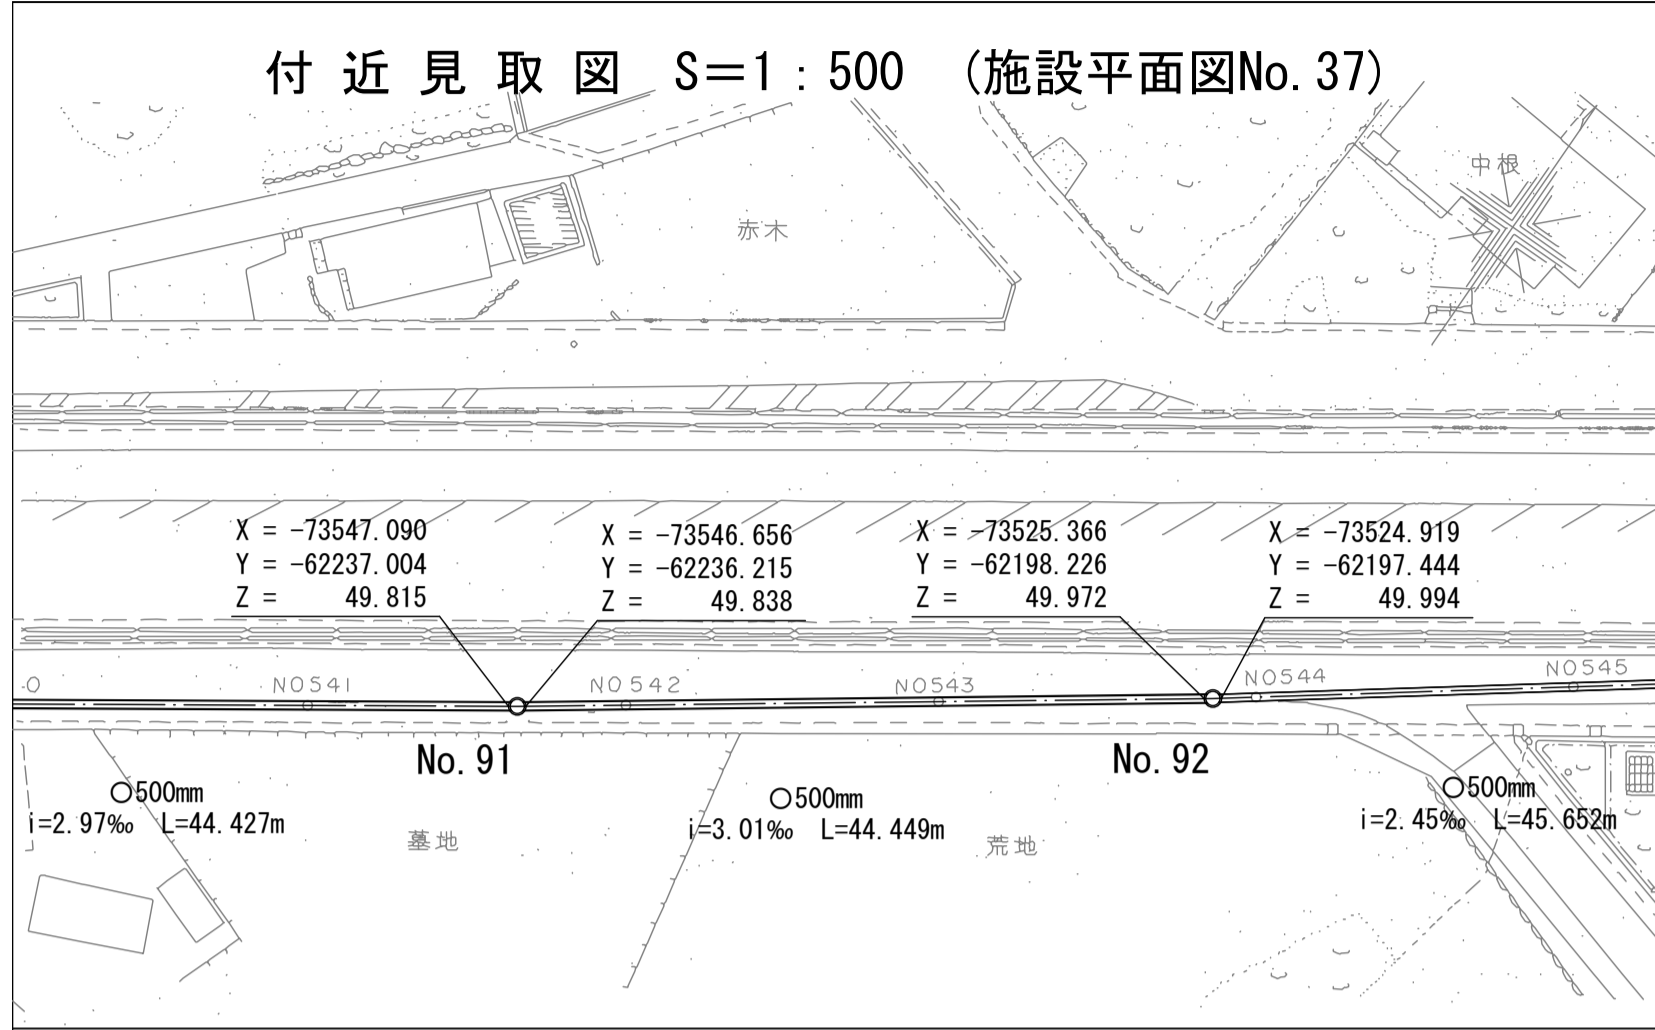 付近見取図 S=1:500 (施設平面図No.37)
中根
赤木
X = -73547.090
Y = -62237.004
Z = 49.815
X = -73546.656
Y = -62236.215
Z = 49.838
X = -73525.366
Y = -62198.226
Z = 49.972
X = -73524.919
Y = -62197.444
Z = 49.994
O
NO541
NO542
NO543
NO544
NO545
No.91
No.92
○500mm
i=2.97‰ L=44.427m
○500mm
i=3.01‰ L=44.449m
○500mm
i=2.45‰ L=45.652m
墓地
荒地